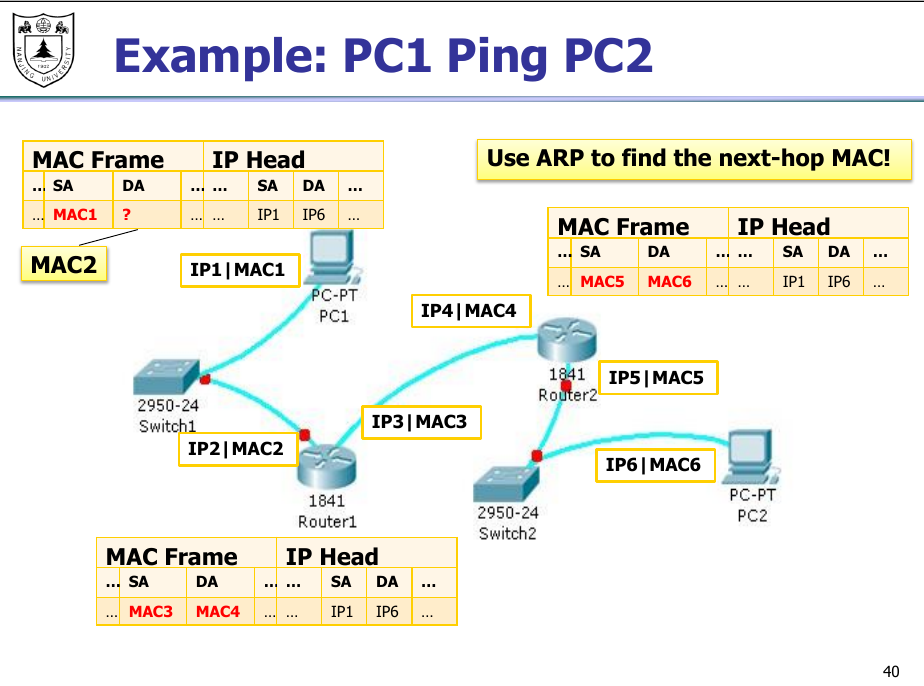 NANJING UNIVERSITY
1902
Example: PC1 Ping PC2
MAC Frame IP Head
... SA DA ... ... SA DA ...
... MAC1 ? ... ... IP1 IP6 ...
MAC2
Use ARP to find the next-hop MAC!
MAC Frame IP Head
... SA DA ... ... SA DA ...
... MAC5 MAC6 ... ... IP1 IP6 ...
IP1|MAC1
PC-PT
PC1
IP4|MAC4
1841
Router2
IP5|MAC5
2950-24
Switch1
IP3|MAC3
IP2|MAC2
1841
Router1
IP6|MAC6
2950-24
Switch2
PC-PT
PC2
MAC Frame IP Head
... SA DA ... ... SA DA ...
... MAC3 MAC4 ... ... IP1 IP6 ...
40